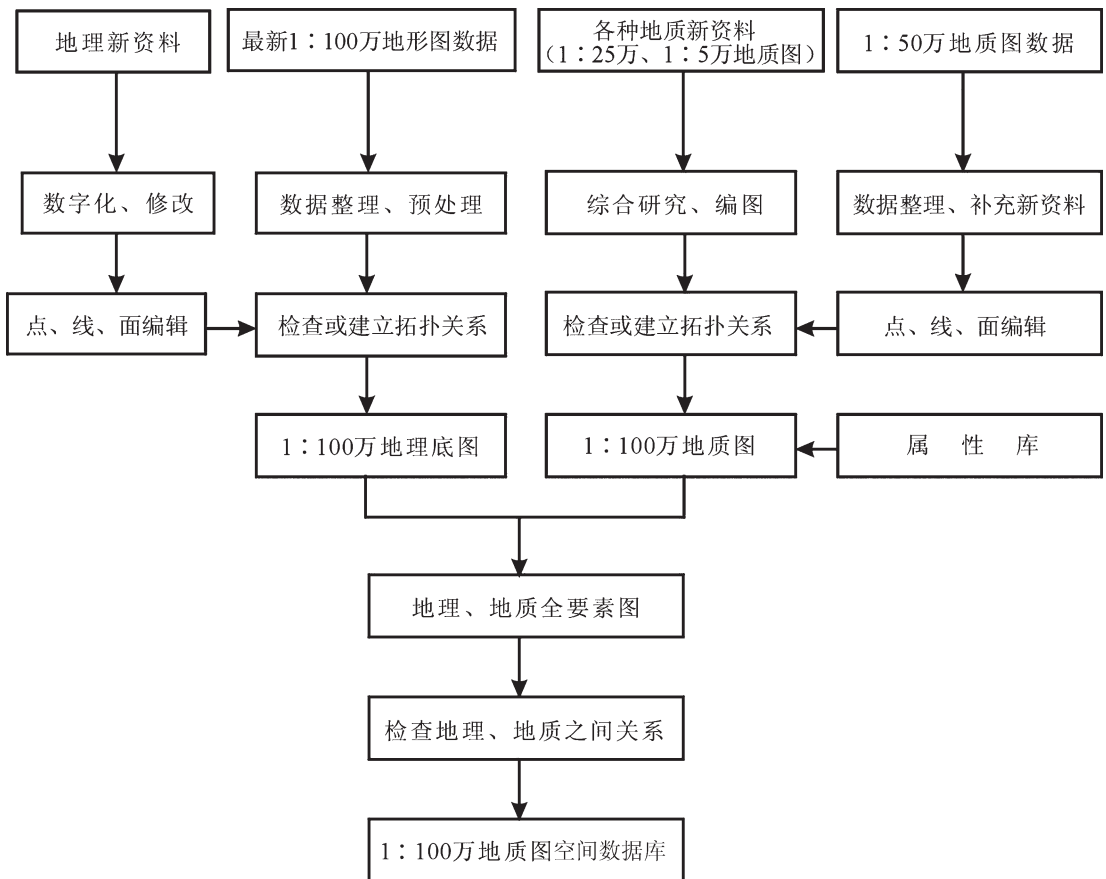 地理新资料
最新1∶100万地形图数据
各种地质新资料
（1∶25万、1∶5万地质图）
1∶50万地质图数据
数字化、修改
数据整理、预处理
综合研究、编图
数据整理、补充新资料
点、线、面编辑
检查或建立拓扑关系
检查或建立拓扑关系
点、线、面编辑
1∶100万地理底图
1∶100万地质图
属 性 库
地理、地质全要素图
检查地理、地质之间关系
1∶100万地质图空间数据库